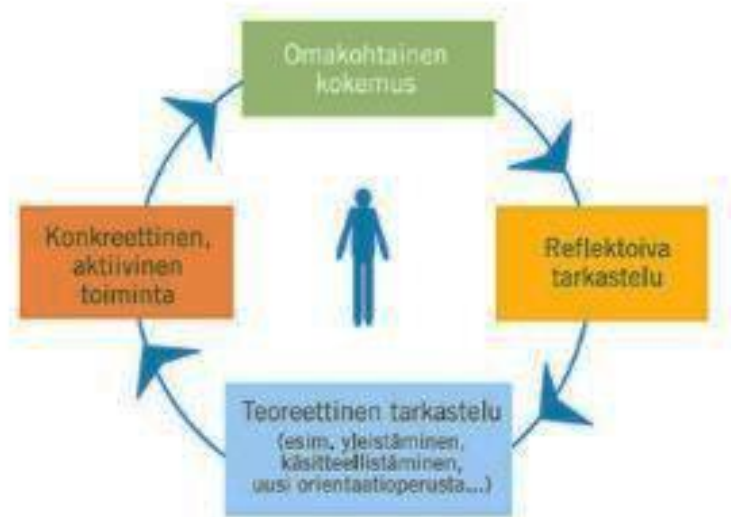 Omakohtainen
kokemus
Konkreettinen,
aktiivinen
toiminta
Reflektoiva
tarkastelu
Teoreettinen tarkastelu
(esim. yleistäminen,
käsitteellistäminen,
uusi orientaatioperusta...)